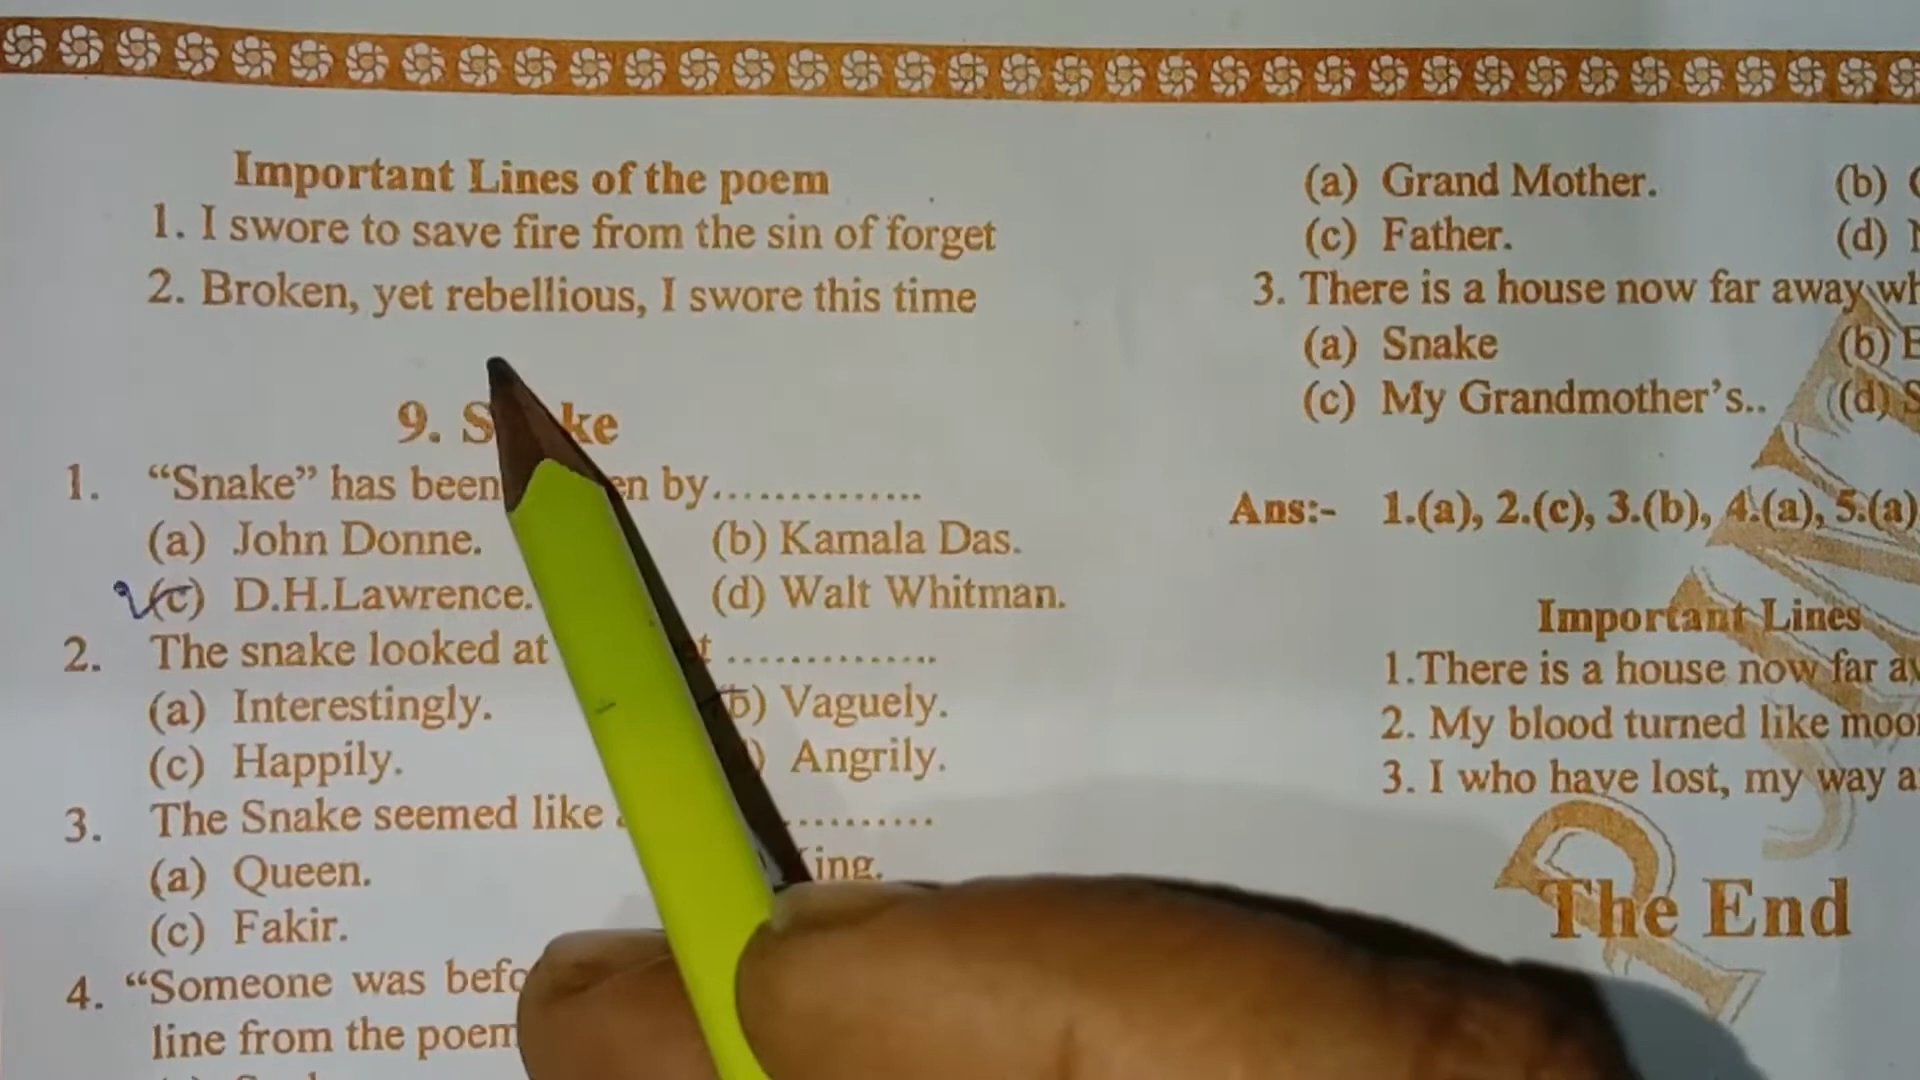 Important Lines of the poem
1. I swore to save fire from the sin of forget
2. Broken, yet rebellious, I swore this time
9. S ke
1. “Snake” has been en by...............
(a) John Donne. (b) Kamala Das.
(c) D.H.Lawrence. (d) Walt Whitman.
2. The snake looked at ...............
(a) Interestingly. (b) Vaguely.
(c) Happily. Angrily.
3. The Snake seemed like ..........
(a) Queen. ing.
(c) Fakir.
4. “Someone was befo
line from the poem
(a) Grand Mother. (b)
(c) Father. (d)
3. There is a house now far away wh
(a) Snake (b)
(c) My Grandmother’s.. (d) S
Ans:- 1.(a), 2.(c), 3.(b), 4.(a), 5.(a)
Important Lines
1.There is a house now far
2. My blood turned like moo
3. I who have lost, my way a
The End